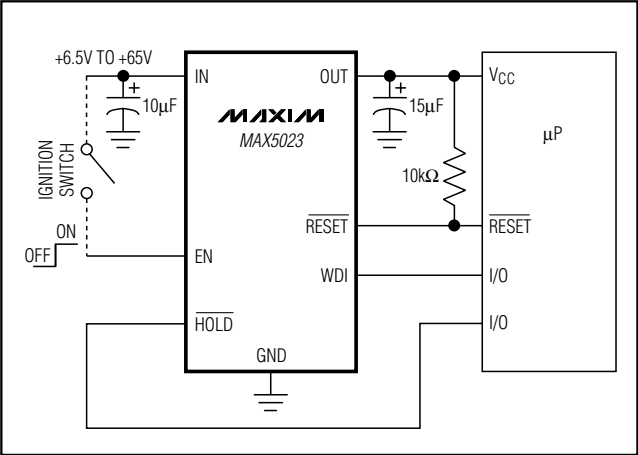 +6.5V TO +65V
IN
OUT
VCC
10μF
MAXIM
MAX5023
15μF
μP
IGNITION
SWITCH
10kΩ
RESET
RESET
ON
OFF
EN
WDI
I/O
HOLD
I/O
GND